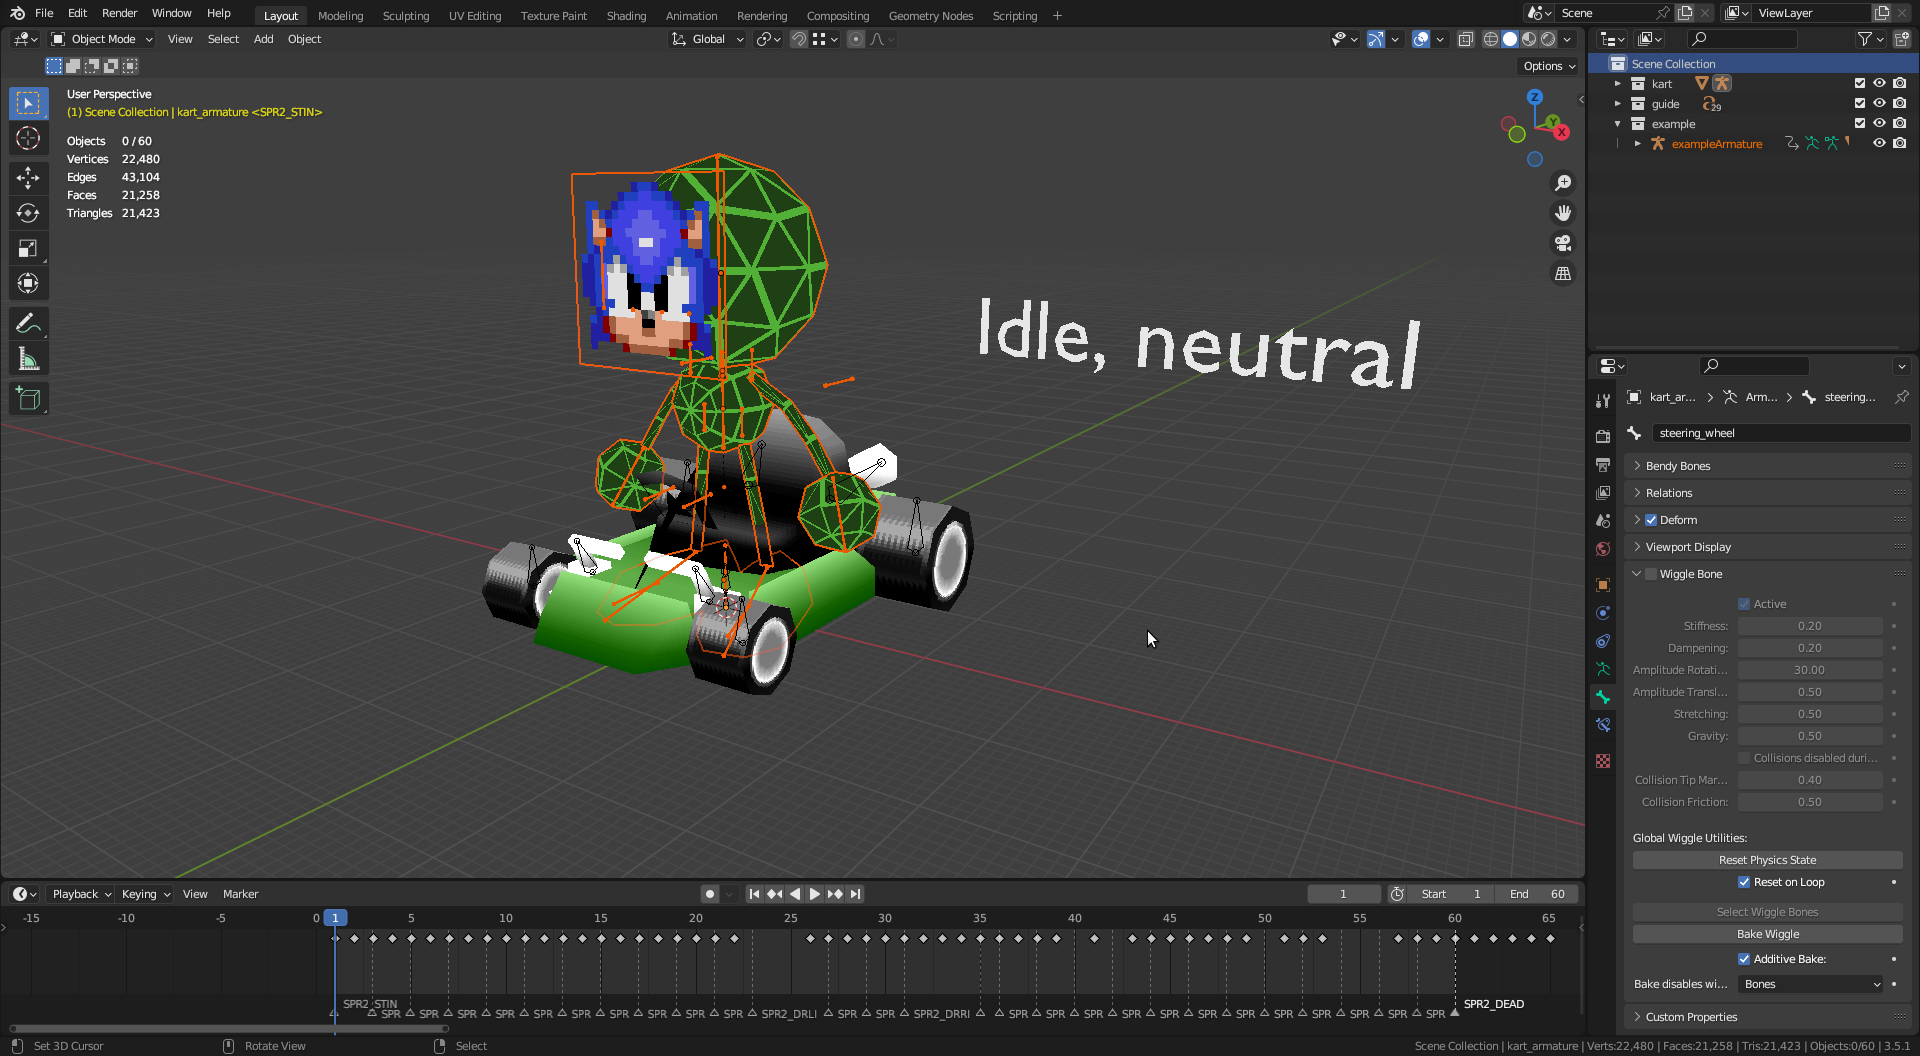 File Edit Render Window Help Layout Modeling Sculpting UV Editing Texture Paint Shading Animation Rendering Compositing Geometry Nodes Scripting + Scene ViewLayer
Object Mode View Select Add Object Global
Options
User Perspective
(1) Scene Collection | kart_armature <SPR2_STIN>
Objects 0 / 60
Vertices 22,480
Edges 43,104
Faces 21,258
Triangles 21,423
Z
Y
X
Idle, neutral
Scene Collection
kart
guide 29
example
exampleArmature
kart_ar... > Arm... > steering...
steering_wheel
Bendy Bones
Relations
Deform
Viewport Display
Wiggle Bone
Active
Stiffness: 0.20
Dampening: 0.20
Amplitude Rotati... 30.00
Amplitude Transl... 0.50
Stretching: 0.50
Gravity: 0.50
Collisions disabled duri...
Collision Tip Mar... 0.40
Collision Friction: 0.50
Global Wiggle Utilities:
Reset Physics State
Reset on Loop
Select Wiggle Bones
Bake Wiggle
Additive Bake:
Bake disables wi... Bones
Custom Properties
Playback Keying View Marker 1 Start 1 End 60
-15 -10 -5 0 1 5 10 15 20 25 30 35 40 45 50 55 60 65
SPR2_STIN SPR2_DEAD
SPR SPR SPR SPR SPR SPR SPR SPR SPR SPR SPR2_DRLI SPR SPR SPR2_DRRI SPR SPR SPR SPR SPR SPR SPR SPR SPR SPR SPR SPR
Set 3D Cursor Rotate View Select Scene Collection | kart_armature | Verts:22,480 | Faces:21,258 | Tris:21,423 | Objects:0/60 | 3.5.1